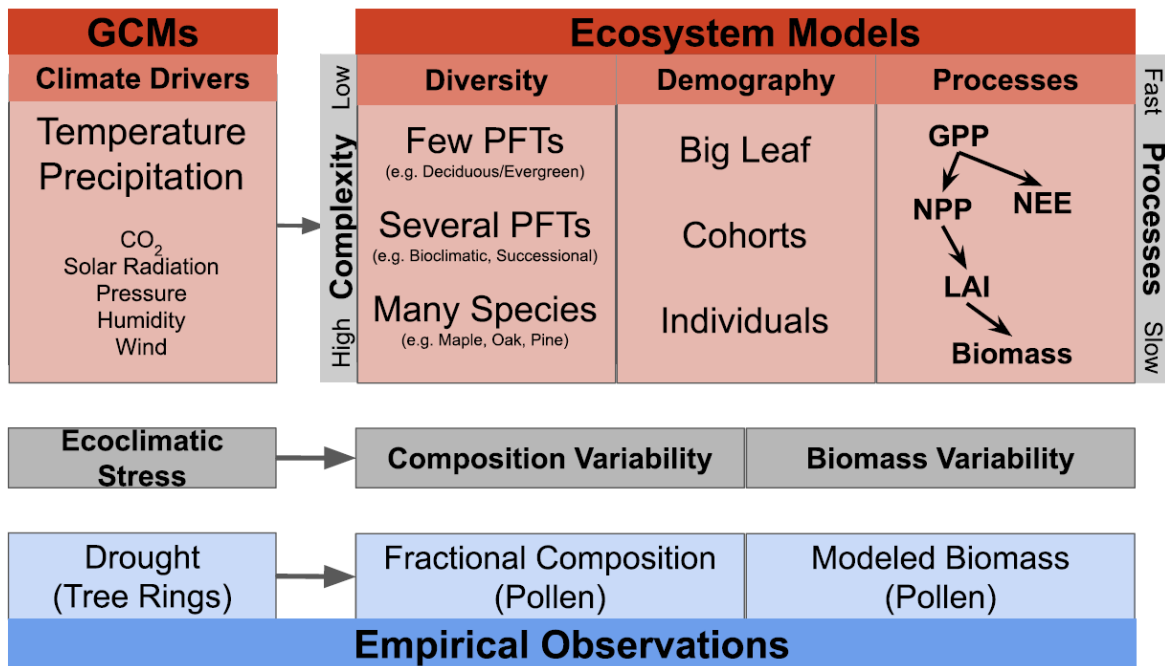 GCMs
Climate Drivers
Temperature
Precipitation
CO₂
Solar Radiation
Pressure
Humidity
Wind
Ecosystem Models
Low
Complexity
High
Diversity
Few PFTs
(e.g. Deciduous/Evergreen)
Several PFTs
(e.g. Bioclimatic, Successional)
Many Species
(e.g. Maple, Oak, Pine)
Demography
Big Leaf
Cohorts
Individuals
Processes
GPP
NPP NEE
LAI
Biomass
Fast
Processes
Slow
Ecoclimatic
Stress
Composition Variability
Biomass Variability
Drought
(Tree Rings)
Fractional Composition
(Pollen)
Modeled Biomass
(Pollen)
Empirical Observations